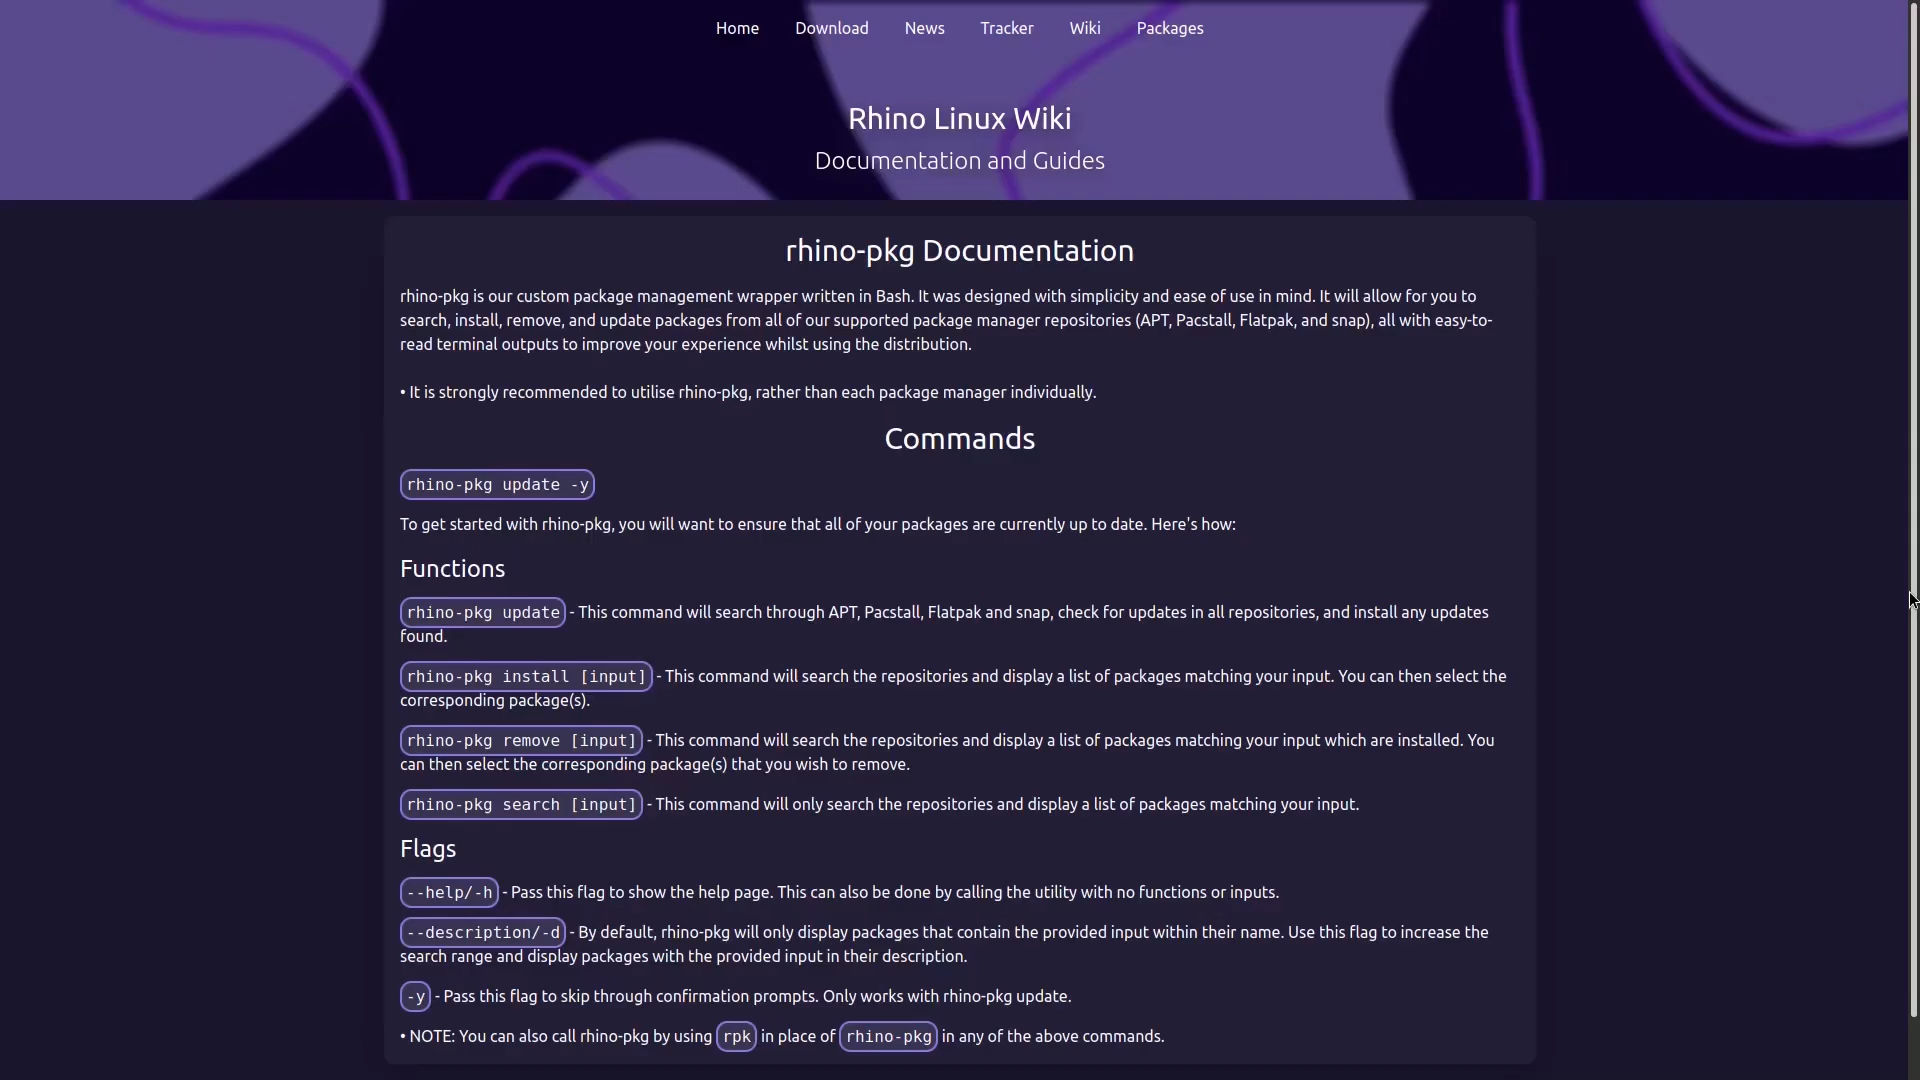 Home Download News Tracker Wiki Packages
Rhino Linux Wiki
Documentation and Guides
rhino-pkg Documentation
rhino-pkg is our custom package management wrapper written in Bash. It was designed with simplicity and ease of use in mind. It will allow for you to
search, install, remove, and update packages from all of our supported package manager repositories (APT, Pacstall, Flatpak, and snap), all with easy-to-
read terminal outputs to improve your experience whilst using the distribution.
• It is strongly recommended to utilise rhino-pkg, rather than each package manager individually.
Commands
rhino-pkg update -y
To get started with rhino-pkg, you will want to ensure that all of your packages are currently up to date. Here's how:
Functions
rhino-pkg update - This command will search through APT, Pacstall, Flatpak and snap, check for updates in all repositories, and install any updates
found.
rhino-pkg install [input] - This command will search the repositories and display a list of packages matching your input. You can then select the
corresponding package(s).
rhino-pkg remove [input] - This command will search the repositories and display a list of packages matching your input which are installed. You
can then select the corresponding package(s) that you wish to remove.
rhino-pkg search [input] - This command will only search the repositories and display a list of packages matching your input.
Flags
--help/-h - Pass this flag to show the help page. This can also be done by calling the utility with no functions or inputs.
--description/-d - By default, rhino-pkg will only display packages that contain the provided input within their name. Use this flag to increase the
search range and display packages with the provided input in their description.
-y - Pass this flag to skip through confirmation prompts. Only works with rhino-pkg update.
• NOTE: You can also call rhino-pkg by using rpk in place of rhino-pkg in any of the above commands.